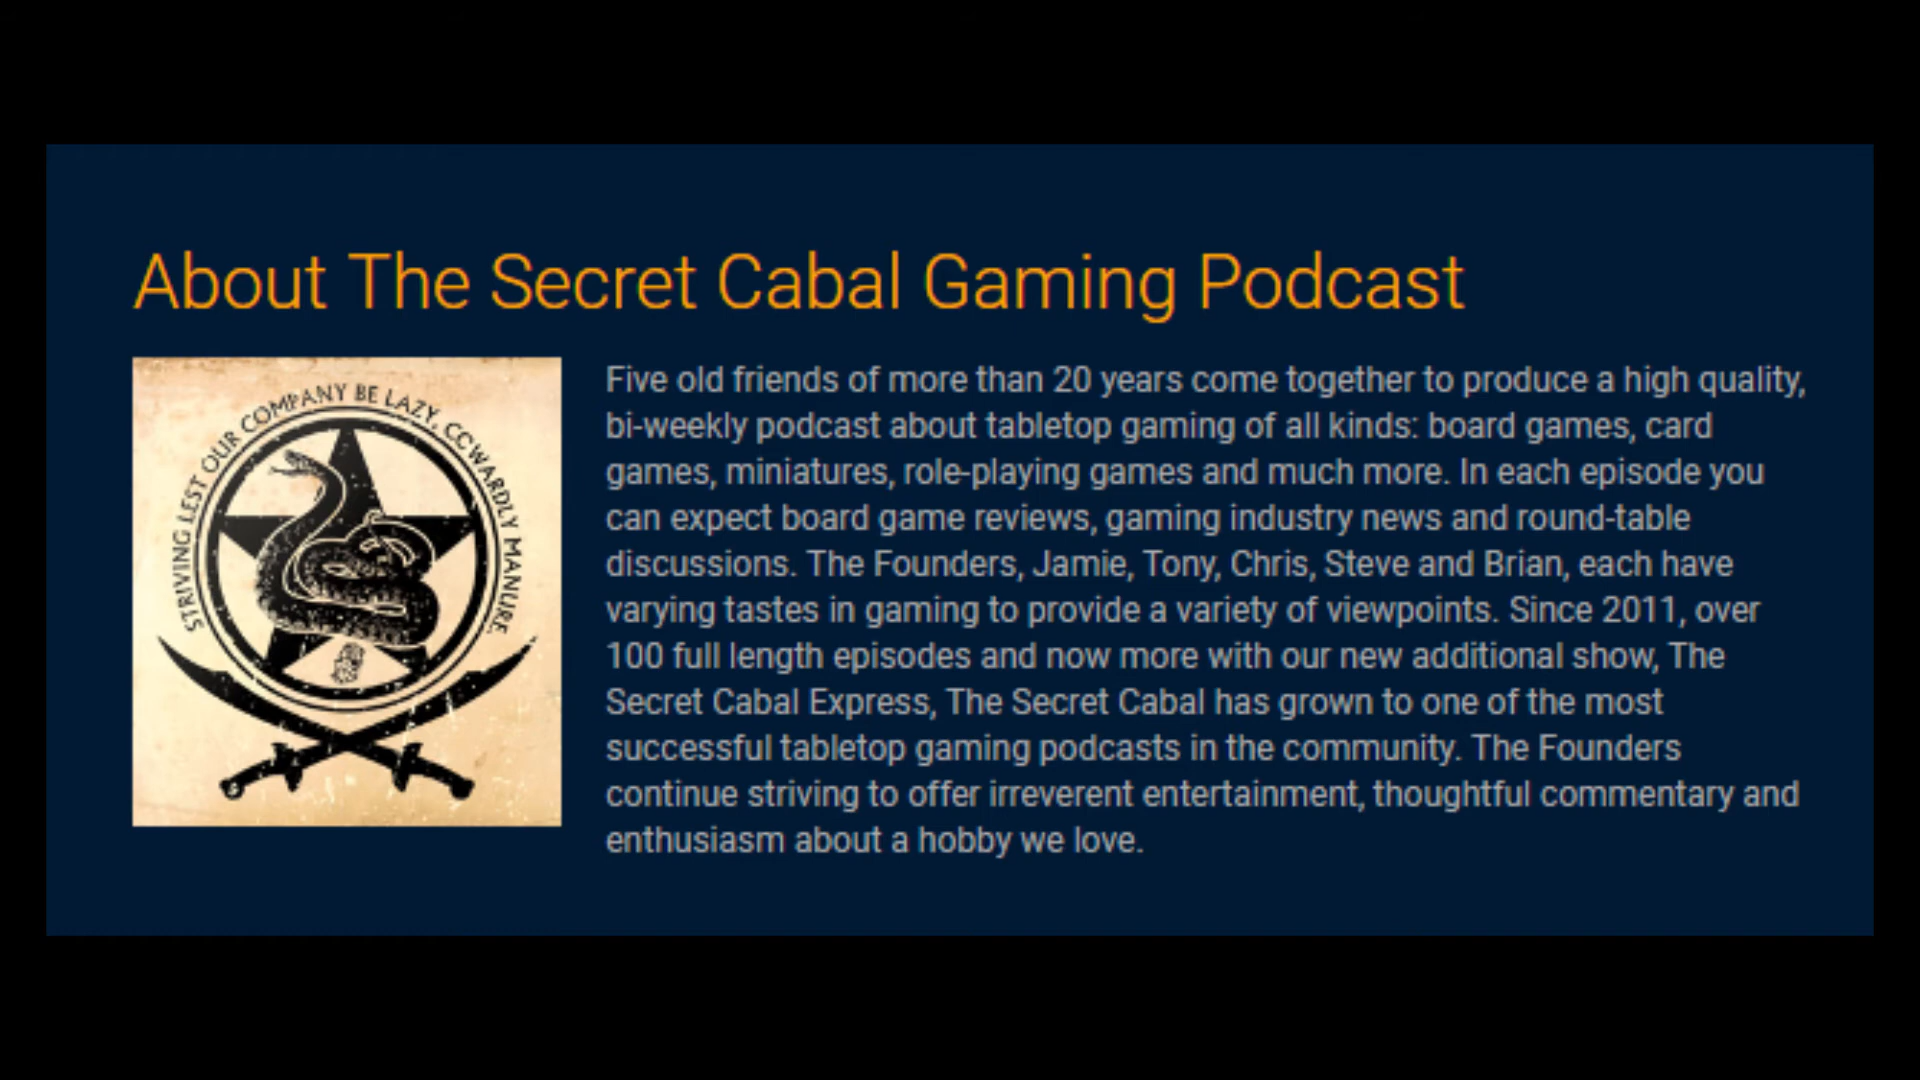 About The Secret Cabal Gaming Podcast
STRIVING LEST OUR COMPANY BE LAZY, COWARDLY MANURE.
Five old friends of more than 20 years come together to produce a high quality,
bi-weekly podcast about tabletop gaming of all kinds: board games, card
games, miniatures, role-playing games and much more. In each episode you
can expect board game reviews, gaming industry news and round-table
discussions. The Founders, Jamie, Tony, Chris, Steve and Brian, each have
varying tastes in gaming to provide a variety of viewpoints. Since 2011, over
100 full length episodes and now more with our new additional show, The
Secret Cabal Express, The Secret Cabal has grown to one of the most
successful tabletop gaming podcasts in the community. The Founders
continue striving to offer irreverent entertainment, thoughtful commentary and
enthusiasm about a hobby we love.